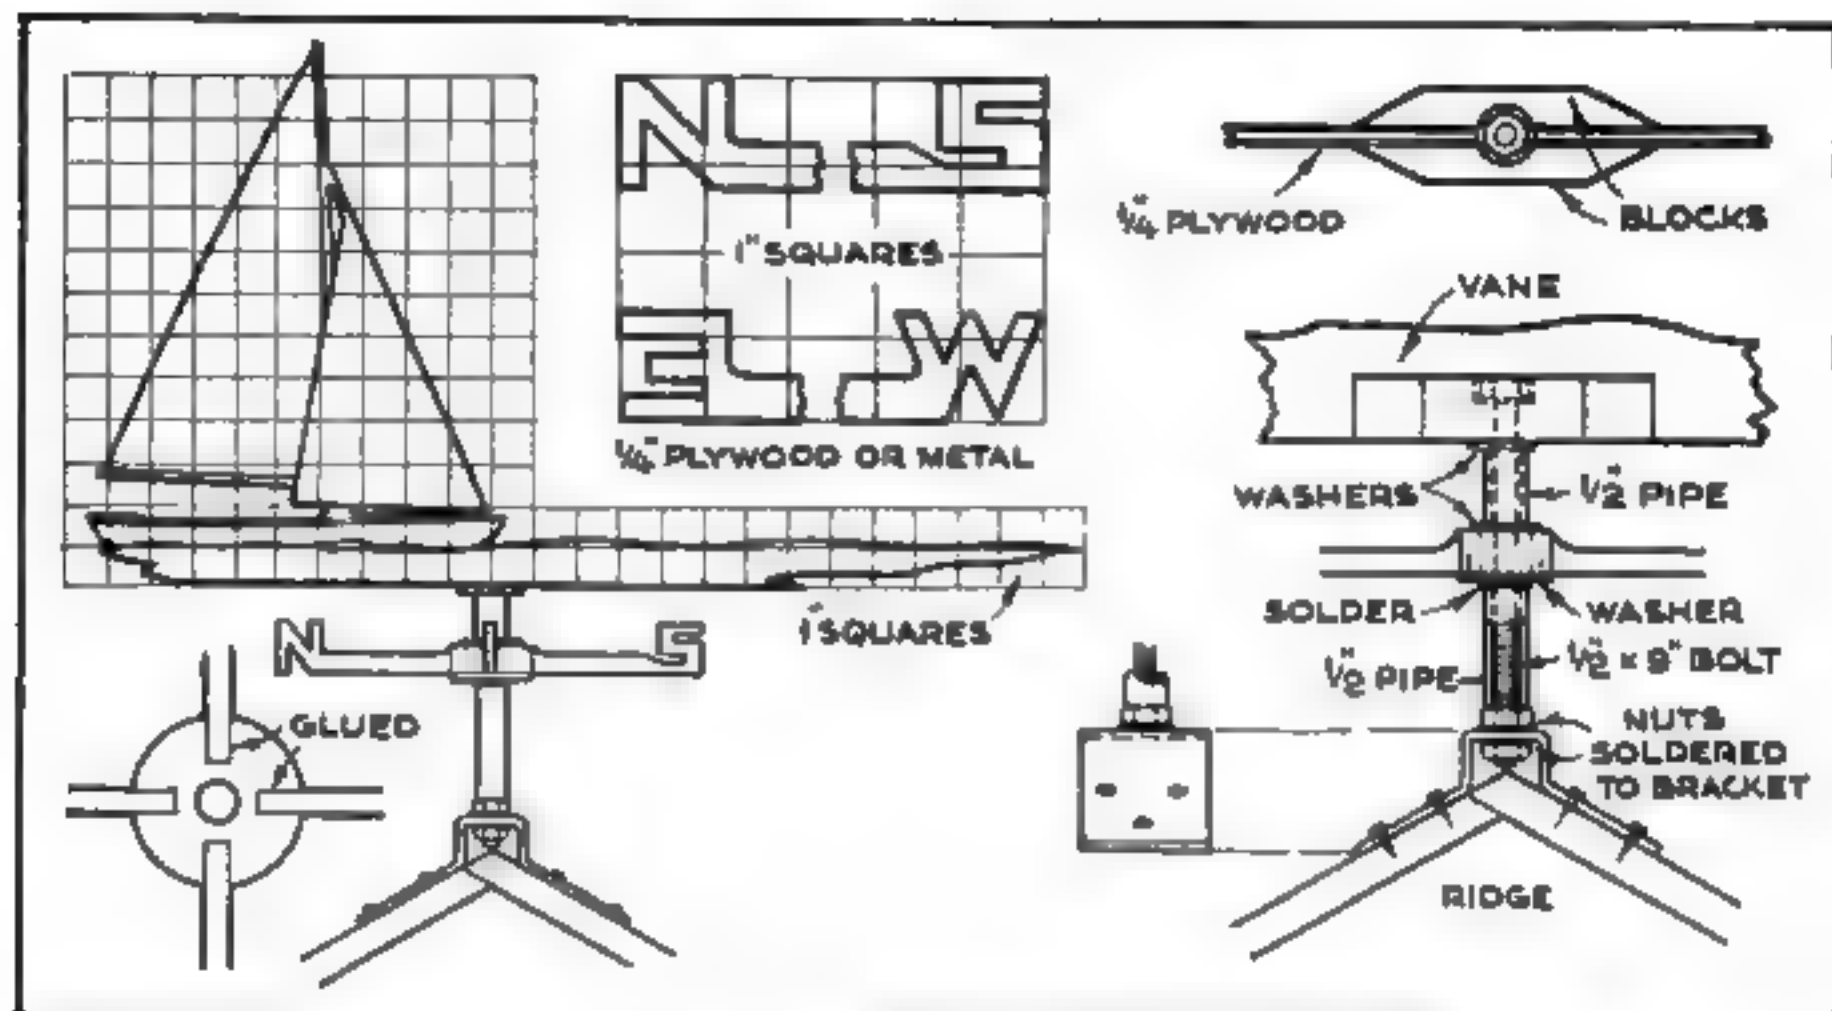 N S
1" SQUARES
E W
1/4" PLYWOOD OR METAL
1" SQUARES
N S
GLUED
1/4" PLYWOOD
BLOCKS
VANE
WASHERS
1/2" PIPE
SOLDER
WASHER
1/2" PIPE
1/2" x 9" BOLT
NUTS
SOLDERED
TO BRACKET
RIDGE